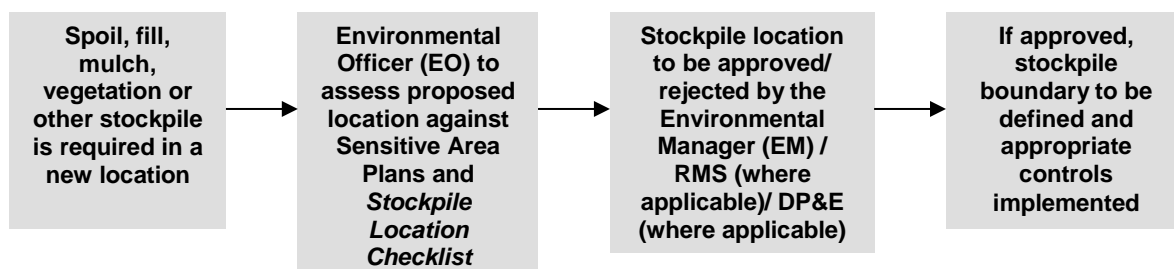 Spoil, fill,
mulch,
vegetation or
other stockpile
is required in a
new location
Environmental
Officer (EO) to
assess proposed
location against
Sensitive Area
Plans and
Stockpile
Location
Checklist
Stockpile location
to be approved/
rejected by the
Environmental
Manager (EM) /
RMS (where
applicable)/ DP&E
(where applicable)
If approved,
stockpile
boundary to be
defined and
appropriate
controls
implemented